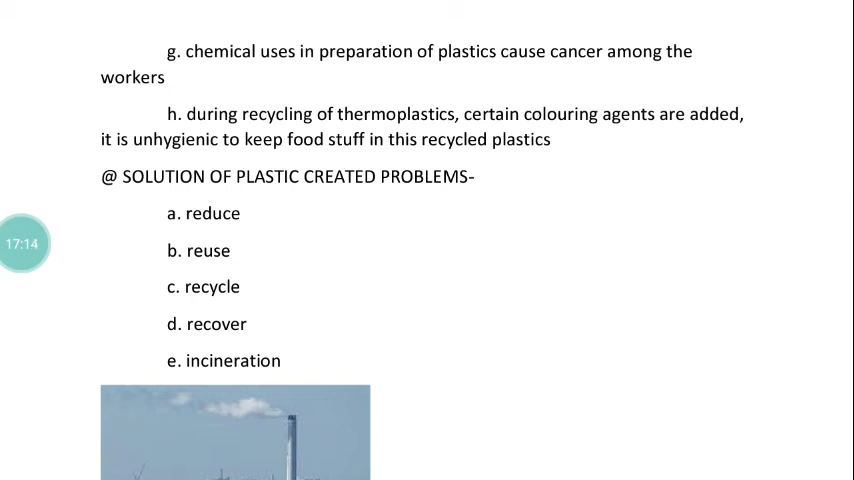 g. chemical uses in preparation of plastics cause cancer among the
workers
h. during recycling of thermoplastics, certain colouring agents are added,
it is unhygienic to keep food stuff in this recycled plastics
@ SOLUTION OF PLASTIC CREATED PROBLEMS-
a. reduce
b. reuse
17:14
c. recycle
d. recover
e. incineration